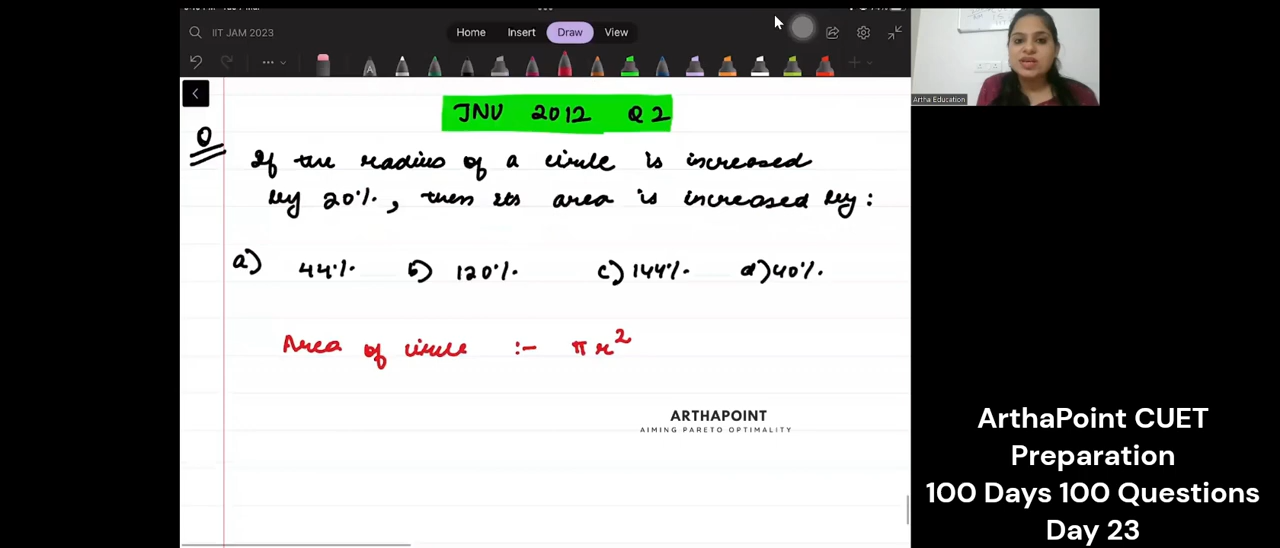 IIT JAM 2023
Home Insert Draw View
Artha Education
JNU 2012 Q2
Q
If the radius of a circle is increased
by 20%, then its area is increased by:
a) 44% b) 120% c) 144% d) 40%
Area of circle :- πr²
ARTHAPOINT
AIMING PARETO OPTIMALITY
ArthaPoint CUET
Preparation
100 Days 100 Questions
Day 23